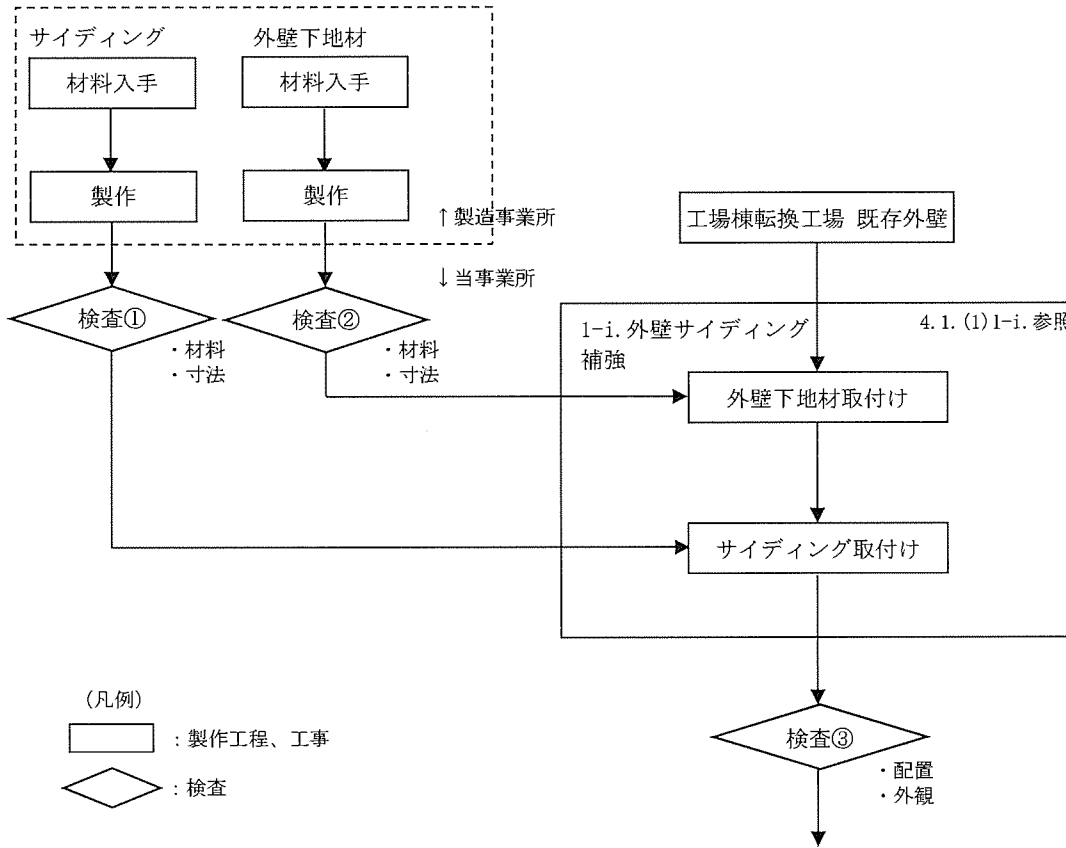 サイディング
外壁下地材
材料入手
材料入手
製作
製作
↑製造事業所
↓当事業所
工場棟転換工場 既存外壁
検査①
・材料
・寸法
検査②
・材料
・寸法
1-i.外壁サイディング
補強
4.1.(1)1-i.参照
外壁下地材取付け
サイディング取付け
検査③
・配置
・外観
(凡例)
：製作工程、工事
：検査